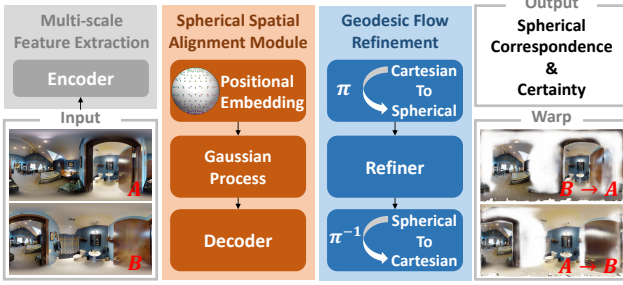 Multi-scale
Feature Extraction
Encoder
Input
A
B
Spherical Spatial
Alignment Module
Positional
Embedding
Gaussian
Process
Decoder
Geodesic Flow
Refinement
π
Cartesian
To
Spherical
Refiner
π⁻¹
Spherical
To
Cartesian
Output
Spherical
Correspondence
&
Certainty
Warp
B → A
A → B